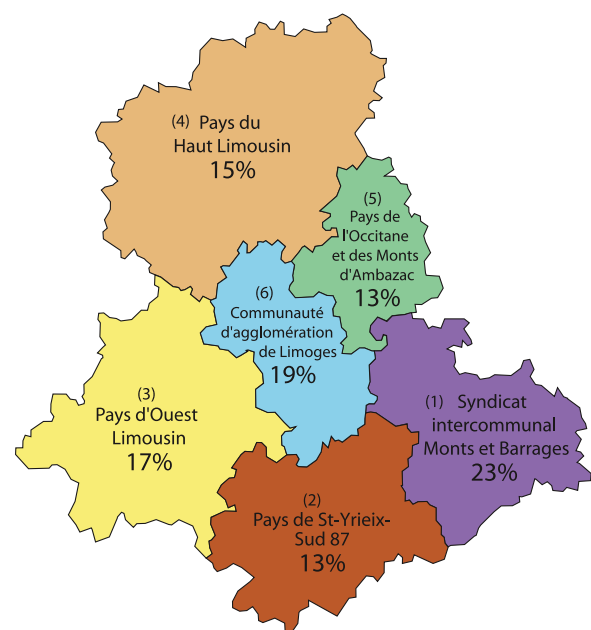 (4) Pays du
Haut Limousin
15%
(5)
Pays de
l'Occitane
et des Monts
d'Ambazac
13%
(6)
Communauté
d'agglomération
de Limoges
19%
(3)
Pays d'Ouest
Limousin
17%
(1) Syndicat
intercommunal
Monts et Barrages
23%
(2)
Pays de St-Yrieix-
Sud 87
13%